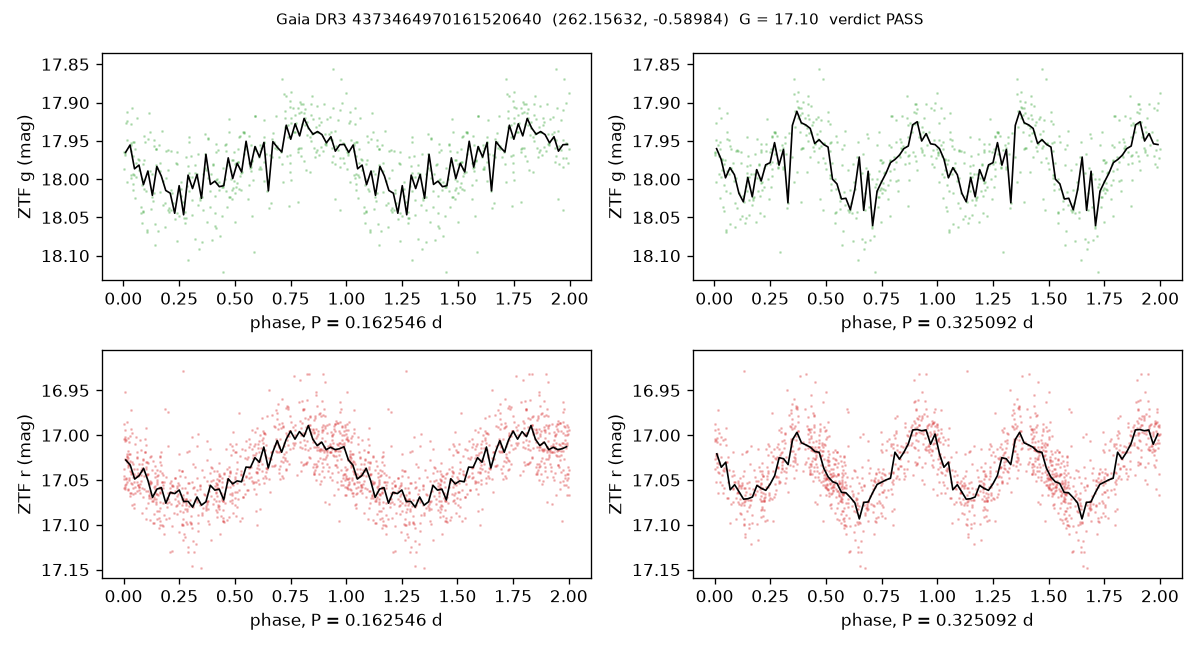 Gaia DR3 4373464970161520640  (262.15632, -0.58984)  G = 17.10  verdict PASS
ZTF g (mag)
17.85
17.90
17.95
18.00
18.05
18.10
0.00 0.25 0.50 0.75 1.00 1.25 1.50 1.75 2.00
phase, P = 0.162546 d
ZTF g (mag)
17.85
17.90
17.95
18.00
18.05
18.10
0.00 0.25 0.50 0.75 1.00 1.25 1.50 1.75 2.00
phase, P = 0.325092 d
ZTF r (mag)
16.95
17.00
17.05
17.10
17.15
0.00 0.25 0.50 0.75 1.00 1.25 1.50 1.75 2.00
phase, P = 0.162546 d
ZTF r (mag)
16.95
17.00
17.05
17.10
17.15
0.00 0.25 0.50 0.75 1.00 1.25 1.50 1.75 2.00
phase, P = 0.325092 d